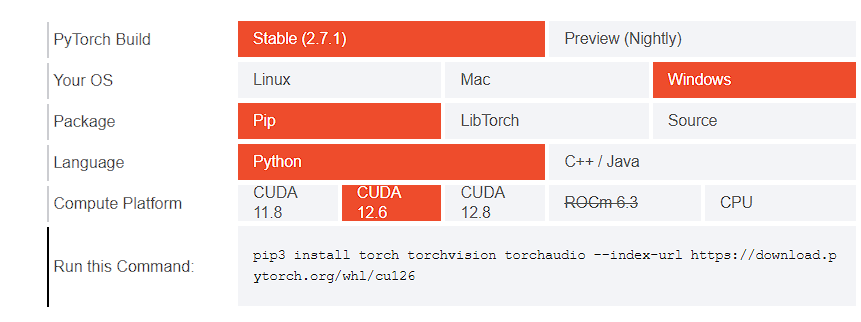 PyTorch Build Stable (2.7.1) Preview (Nightly)
Your OS Linux Mac Windows
Package Pip LibTorch Source
Language Python C++ / Java
Compute Platform CUDA 11.8 CUDA 12.6 CUDA 12.8 ROCm 6.3 CPU
Run this Command: pip3 install torch torchvision torchaudio --index-url https://download.p
ytorch.org/whl/cu126